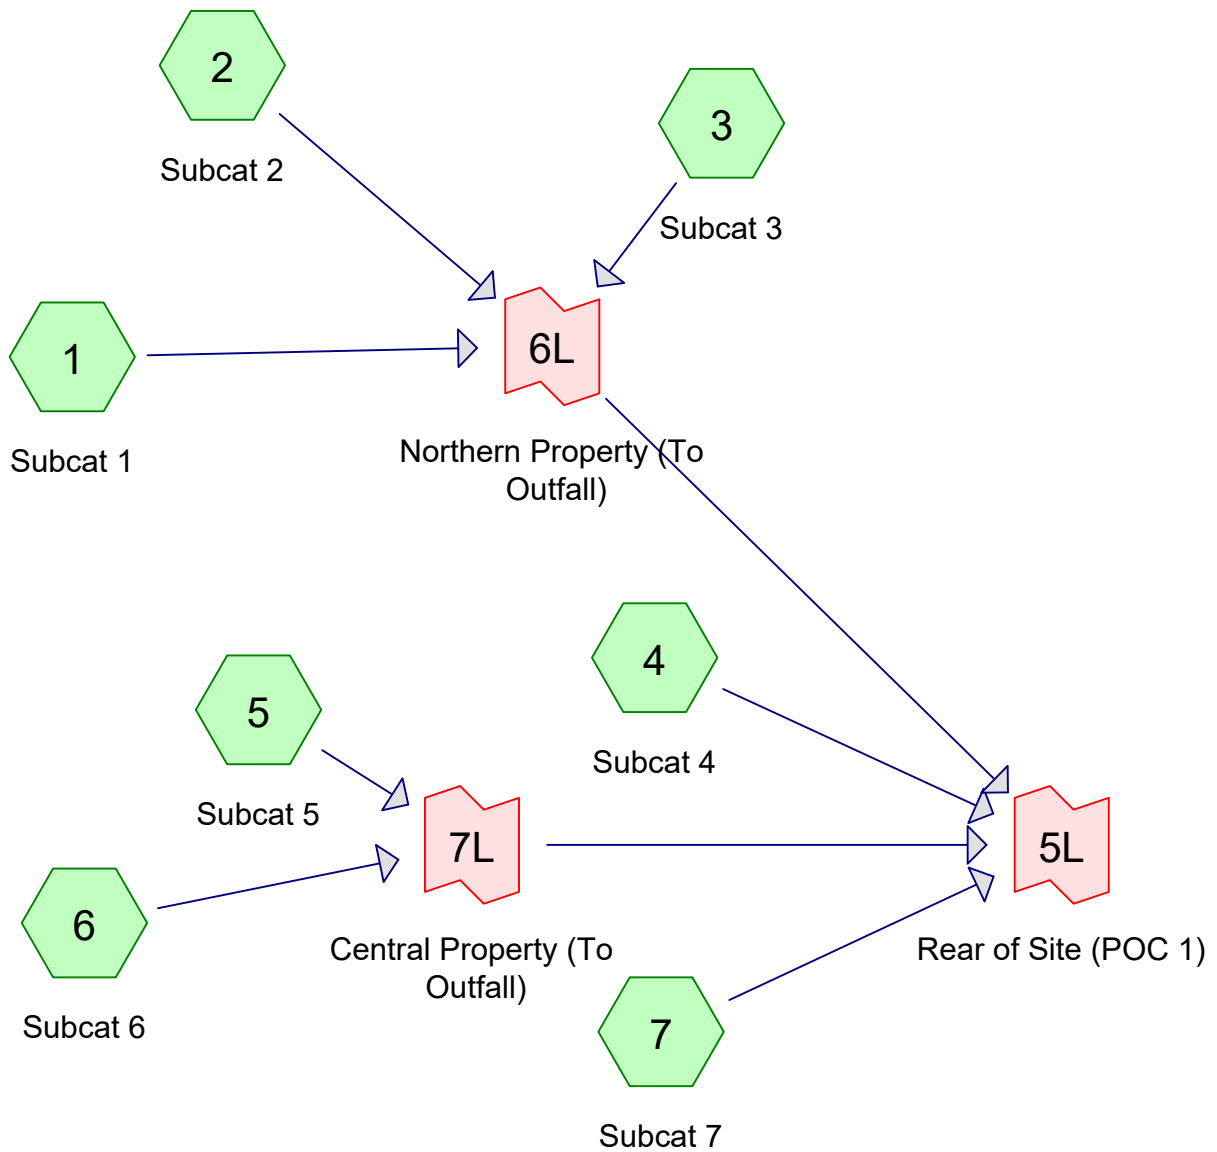 2
Subcat 2
3
Subcat 3
1
Subcat 1
6L
Northern Property (To
Outfall)
4
Subcat 4
5
Subcat 5
7L
Central Property (To
Outfall)
5L
Rear of Site (POC 1)
6
Subcat 6
7
Subcat 7